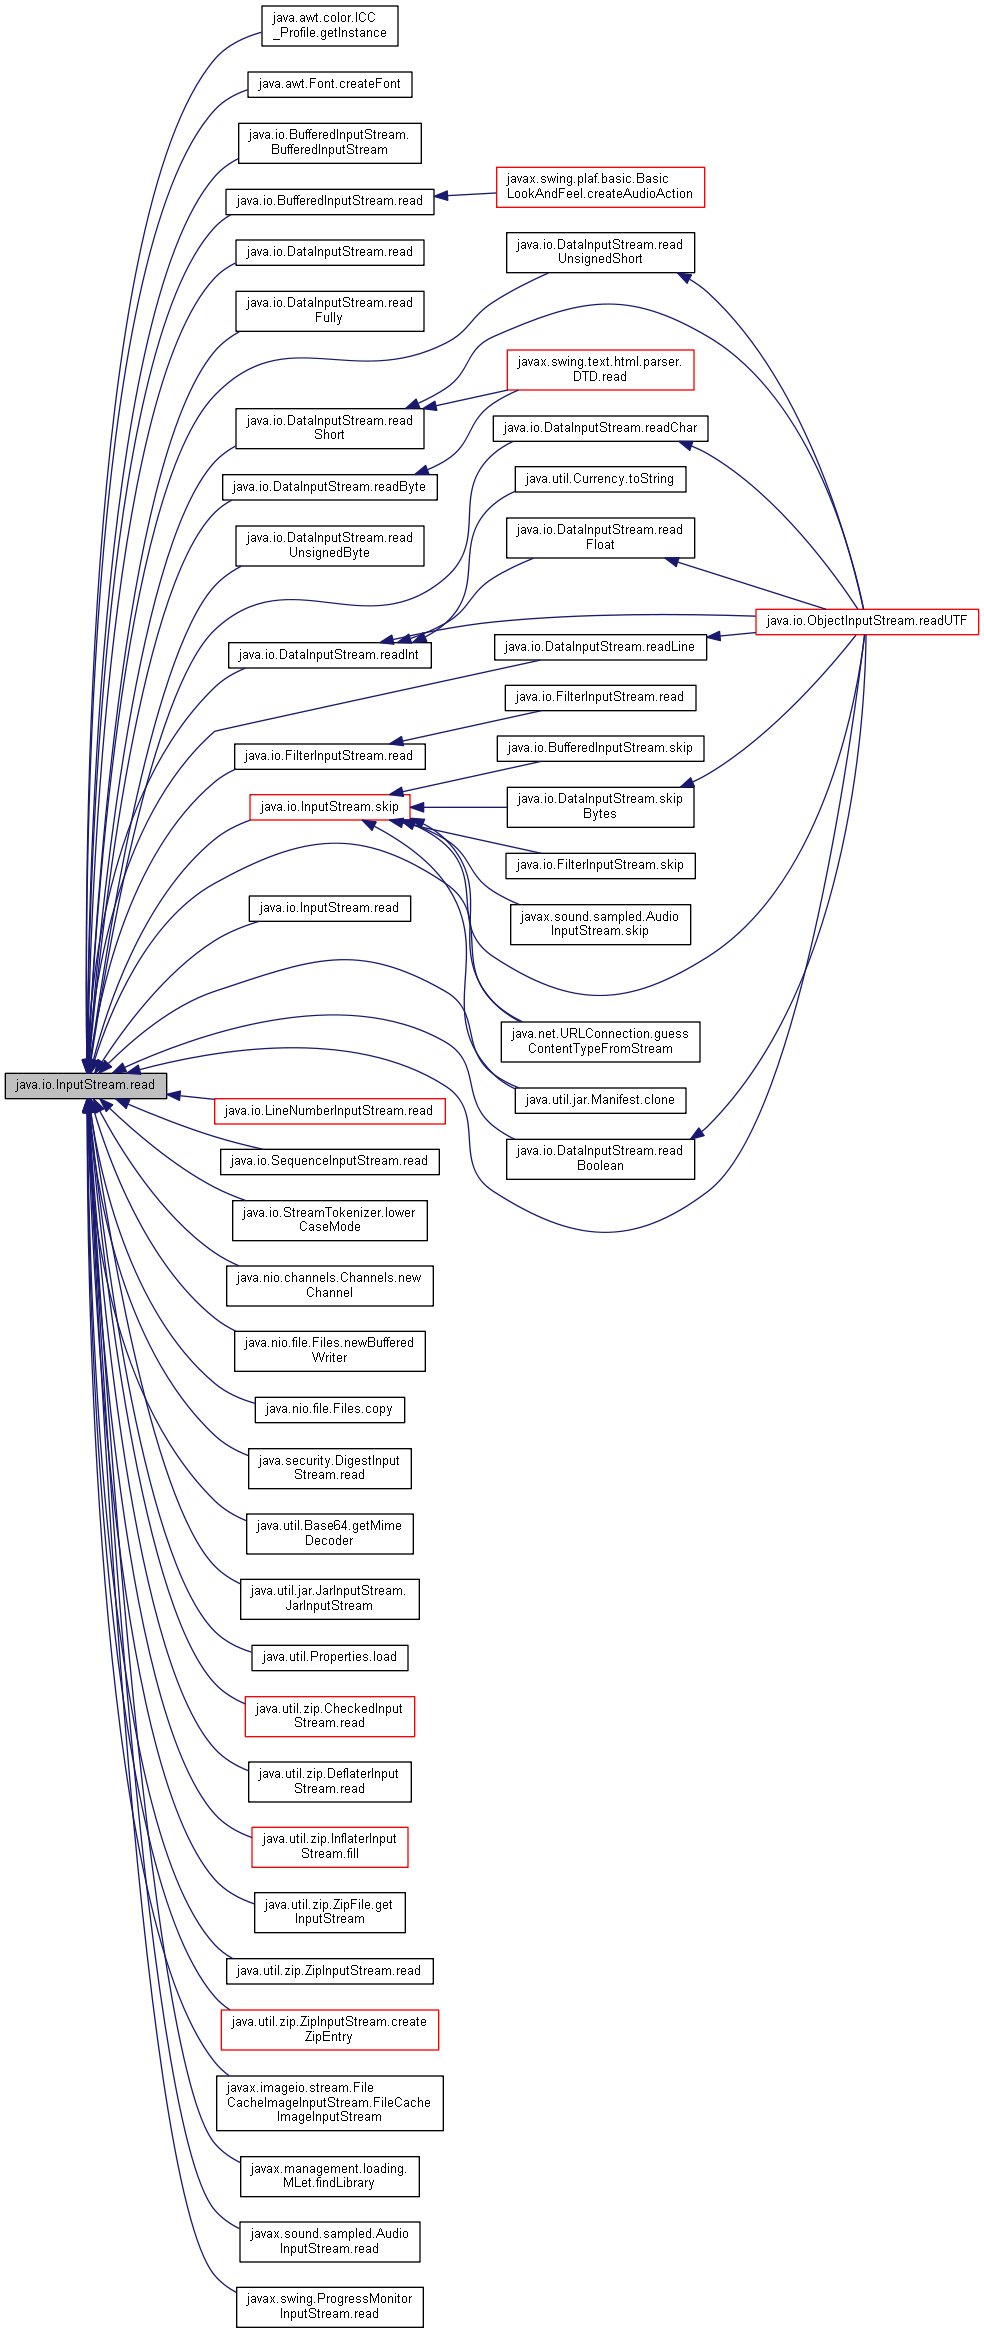 java.awt.color.ICC
_Profile.getInstance
java.awt.Font.createFont
java.io.BufferedInputStream.
BufferedInputStream
java.io.BufferedInputStream.read
javax.swing.plaf.basic.Basic
LookAndFeel.createAudioAction
java.io.DataInputStream.read
java.io.DataInputStream.read
UnsignedShort
java.io.DataInputStream.read
Fully
javax.swing.text.html.parser.
DTD.read
java.io.DataInputStream.read
Short
java.io.DataInputStream.readChar
java.io.DataInputStream.readByte
java.util.Currency.toString
java.io.DataInputStream.read
UnsignedByte
java.io.DataInputStream.read
Float
java.io.ObjectInputStream.readUTF
java.io.DataInputStream.readInt
java.io.DataInputStream.readLine
java.io.FilterInputStream.read
java.io.FilterInputStream.read
java.io.BufferedInputStream.skip
java.io.InputStream.skip
java.io.DataInputStream.skip
Bytes
java.io.FilterInputStream.skip
java.io.InputStream.read
javax.sound.sampled.Audio
InputStream.skip
java.net.URLConnection.guess
ContentTypeFromStream
java.io.InputStream.read
java.util.jar.Manifest.clone
java.io.LineNumberInputStream.read
java.io.DataInputStream.read
Boolean
java.io.SequenceInputStream.read
java.io.StreamTokenizer.lower
CaseMode
java.nio.channels.Channels.new
Channel
java.nio.file.Files.newBuffered
Writer
java.nio.file.Files.copy
java.security.DigestInput
Stream.read
java.util.Base64.getMime
Decoder
java.util.jar.JarInputStream.
JarInputStream
java.util.Properties.load
java.util.zip.CheckedInput
Stream.read
java.util.zip.DeflaterInput
Stream.read
java.util.zip.InflaterInput
Stream.fill
java.util.zip.ZipFile.get
InputStream
java.util.zip.ZipInputStream.read
java.util.zip.ZipInputStream.create
ZipEntry
javax.imageio.stream.File
CacheImageInputStream.FileCache
ImageInputStream
javax.management.loading.
MLet.findLibrary
javax.sound.sampled.Audio
InputStream.read
javax.swing.ProgressMonitor
InputStream.read